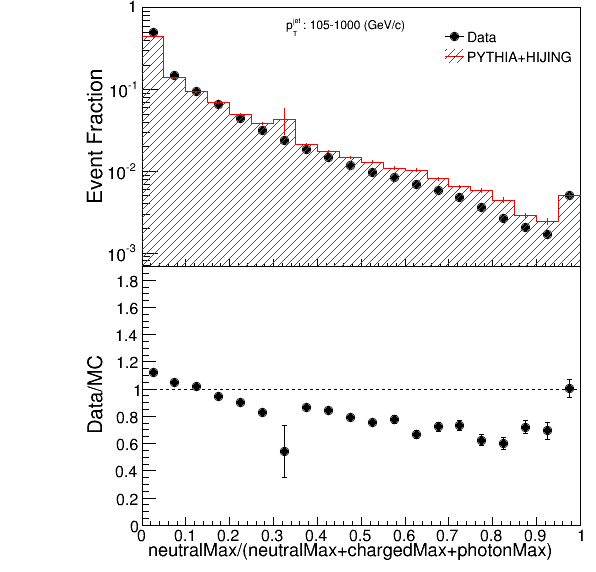 p_T^jet : 105-1000 (GeV/c)
Data
PYTHIA+HIJING
Event Fraction
1
10^-1
10^-2
10^-3
Data/MC
1.8
1.6
1.4
1.2
1
0.8
0.6
0.4
0.2
0
0 0.1 0.2 0.3 0.4 0.5 0.6 0.7 0.8 0.9 1
neutralMax/(neutralMax+chargedMax+photonMax)